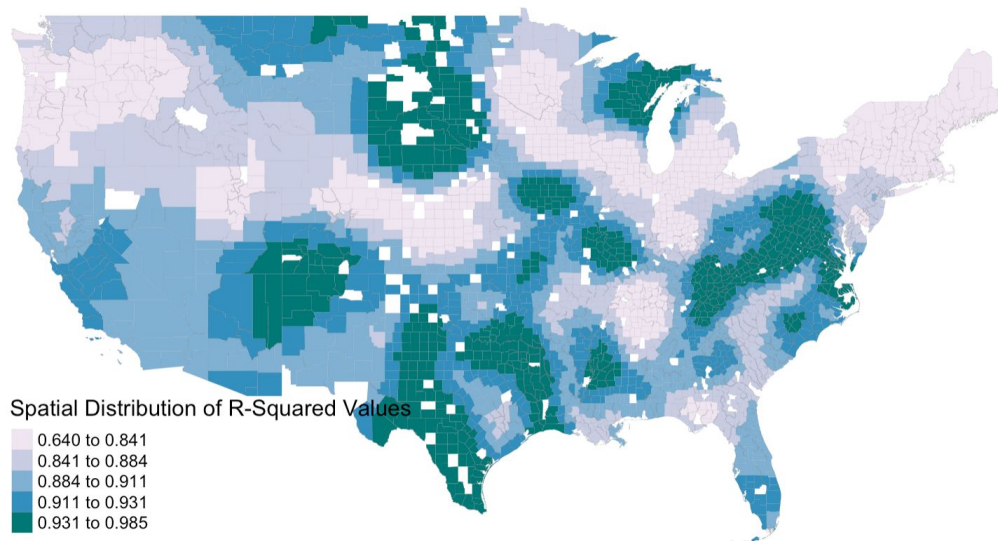 Spatial Distribution of R-Squared Values
0.640 to 0.841
0.841 to 0.884
0.884 to 0.911
0.911 to 0.931
0.931 to 0.985